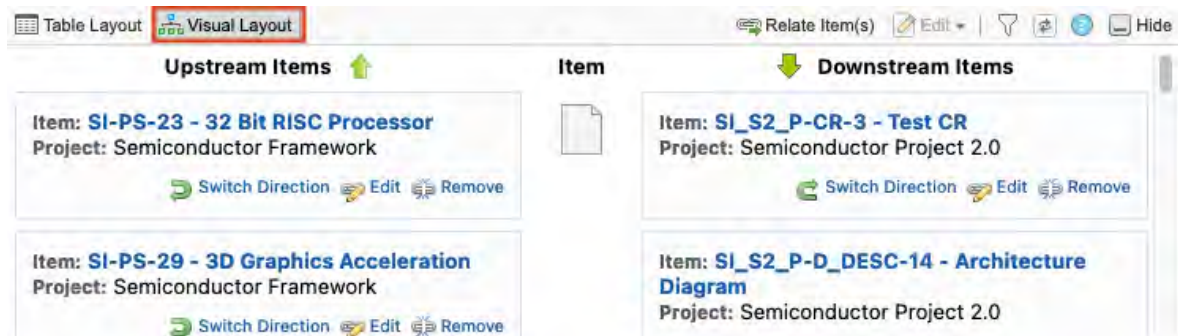 Table Layout Visual Layout Relate Item(s) Edit Hide
Upstream Items Item Downstream Items
Item: SI-PS-23 - 32 Bit RISC Processor
Project: Semiconductor Framework
Switch Direction Edit Remove
Item: SI_S2_P-CR-3 - Test CR
Project: Semiconductor Project 2.0
Switch Direction Edit Remove
Item: SI-PS-29 - 3D Graphics Acceleration
Project: Semiconductor Framework
Switch Direction Edit Remove
Item: SI_S2_P-D_DESC-14 - Architecture
Diagram
Project: Semiconductor Project 2.0